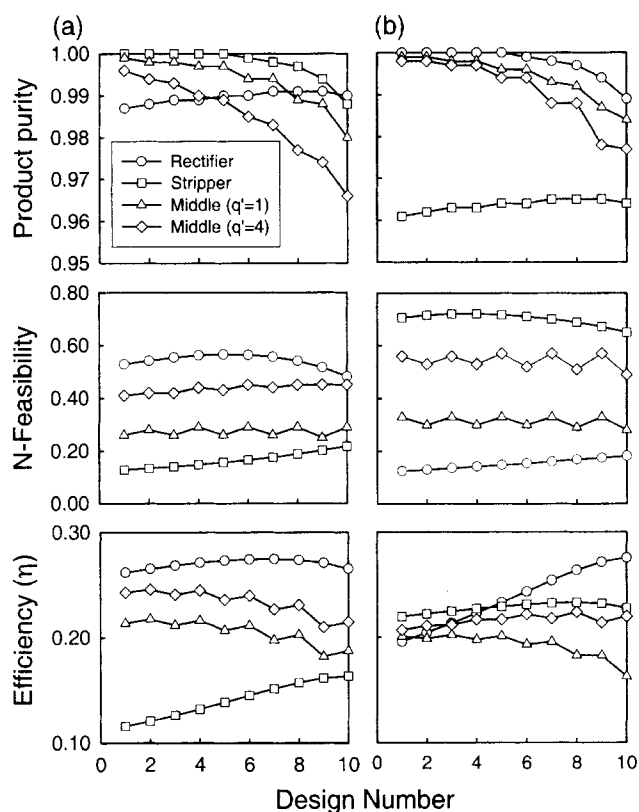 (a) (b)
Product purity
1.00
0.99
0.98
0.97
0.96
0.95
Rectifier
Stripper
Middle (q'=1)
Middle (q'=4)
N-Feasibility
0.80
0.60
0.40
0.20
0.00
Efficiency (η)
0.30
0.20
0.10
0 2 4 6 8 10 0 2 4 6 8 10
Design Number